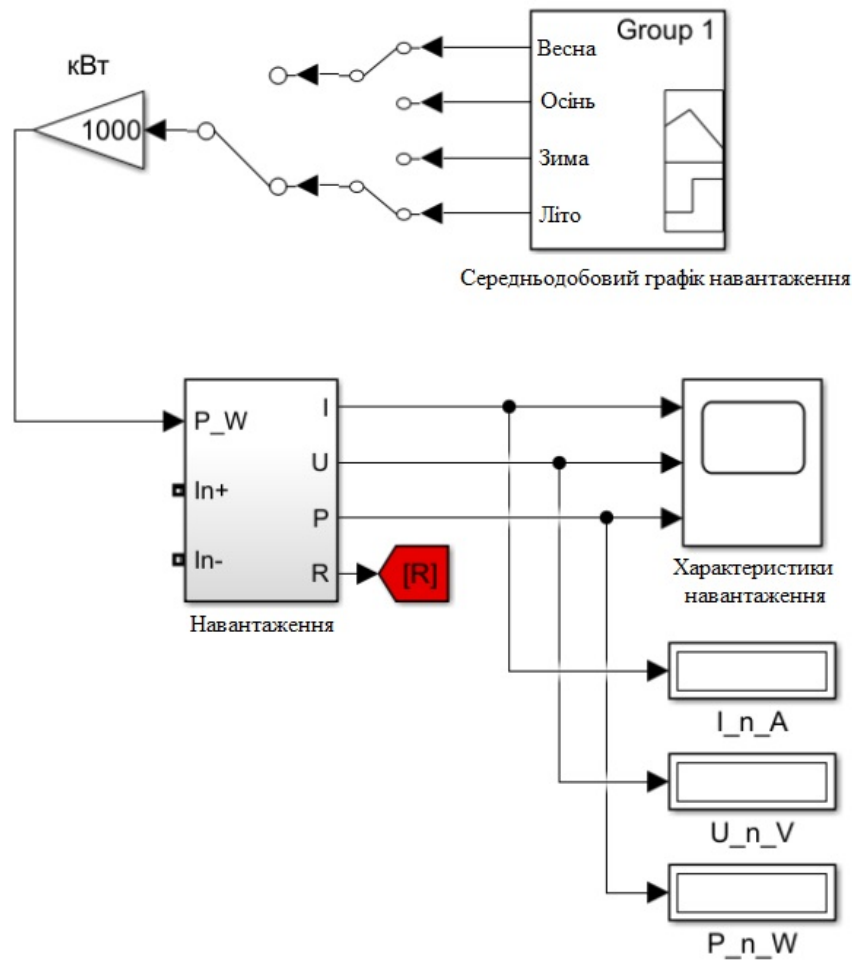 Group 1
кВт
Весна
Осінь
1000
Зима
Літо
Середньодобовий графік навантаження
I
P_W
U
In+
P
In-
R
[R]
Навантаження
Характеристики
навантаження
I_n_A
U_n_V
P_n_W